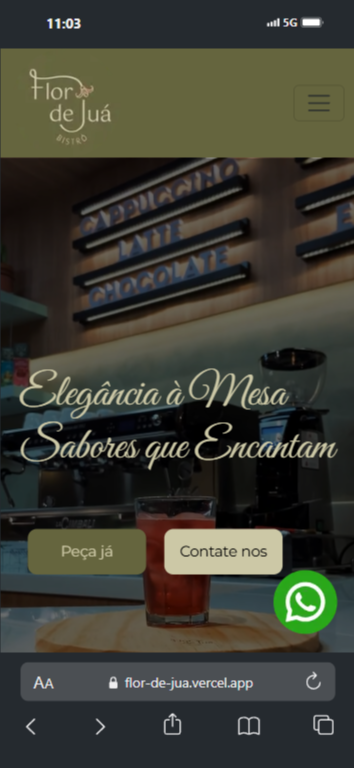 11:03
5G
Flor
de Juá
BISTRÔ
CAPPUCCINO
LATTE
CHOCOLATE
Elegância à Mesa
Sabores que Encantam
Peça já
Contate nos
AA
flor-de-jua.vercel.app